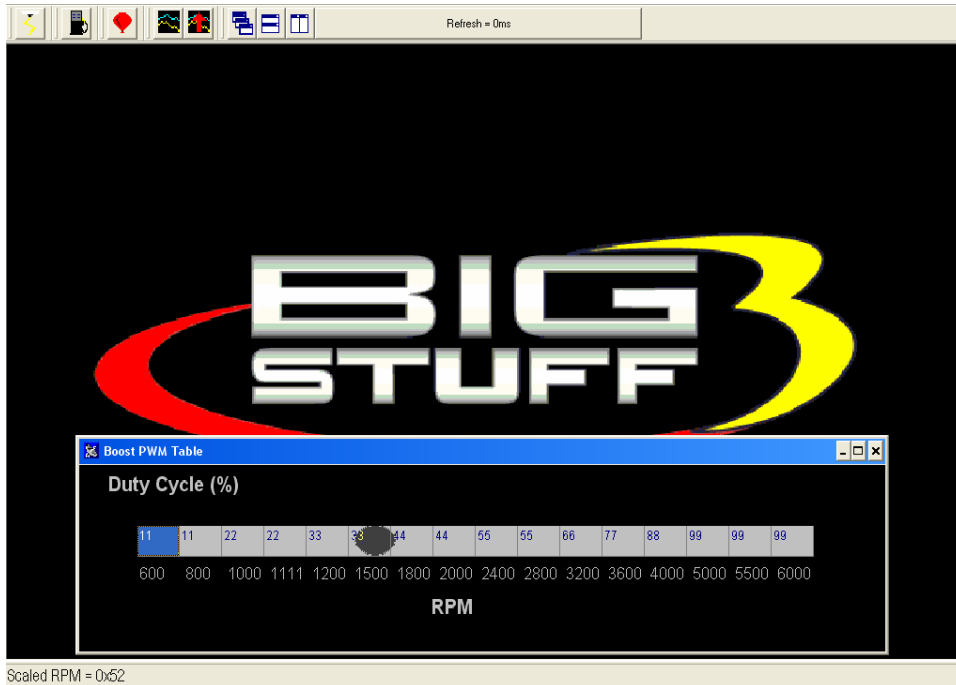 Refresh = 0ms
BIG 3
STUFF
Boost PWM Table
Duty Cycle (%)
11 11 22 22 33 33 44 44 55 55 66 77 88 99 99 99
600 800 1000 1111 1200 1500 1800 2000 2400 2800 3200 3600 4000 5000 5500 6000
RPM
Scaled RPM = 0x52